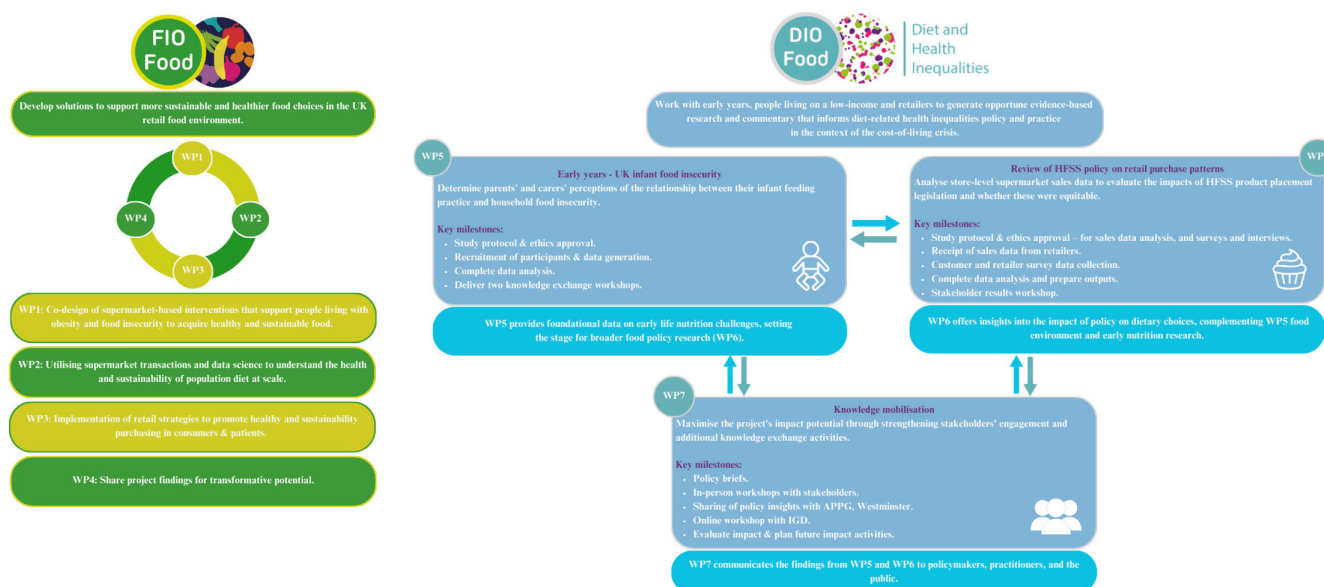 FIO
Food
Develop solutions to support more sustainable and healthier food choices in the UK
retail food environment.
WP1
WP4
WP2
WP3
WP1: Co-design of supermarket-based interventions that support people living with
obesity and food insecurity to acquire healthy and sustainable food.
WP2: Utilising supermarket transactions and data science to understand the health
and sustainability of population diet at scale.
WP3: Implementation of retail strategies to promote healthy and sustainability
purchasing in consumers & patients.
WP4: Share project findings for transformative potential.
DIO
Food
Diet and
Health
Inequalities
Work with early years, people living on a low-income and retailers to generate opportune evidence-based
research and commentary that informs diet-related health inequalities policy and practice
in the context of the cost-of-living crisis.
WP5
Early years - UK infant food insecurity
Determine parents' and carers' perceptions of the relationship between their infant feeding
practice and household food insecurity.
Key milestones:
• Study protocol & ethics approval.
• Recruitment of participants & data generation.
• Complete data analysis.
• Deliver two knowledge exchange workshops.
WP5 provides foundational data on early life nutrition challenges, setting
the stage for broader food policy research (WP6).
WP
Review of HFSS policy on retail purchase patterns
Analyse store-level supermarket sales data to evaluate the impacts of HFSS product placement
legislation and whether these were equitable.
Key milestones:
• Study protocol & ethics approval – for sales data analysis, and surveys and interviews.
• Receipt of sales data from retailers.
• Customer and retailer survey data collection.
• Complete data analysis and prepare outputs.
• Stakeholder results workshop.
WP6 offers insights into the impact of policy on dietary choices, complementing WP5 food
environment and early nutrition research.
WP7
Knowledge mobilisation
Maximise the project's impact potential through strengthening stakeholders' engagement and
additional knowledge exchange activities.
Key milestones:
• Policy briefs.
• In-person workshops with stakeholders.
• Sharing of policy insights with APPG, Westminster.
• Online workshop with IGD.
• Evaluate impact & plan future impact activities.
WP7 communicates the findings from WP5 and WP6 to policymakers, practitioners, and the
public.